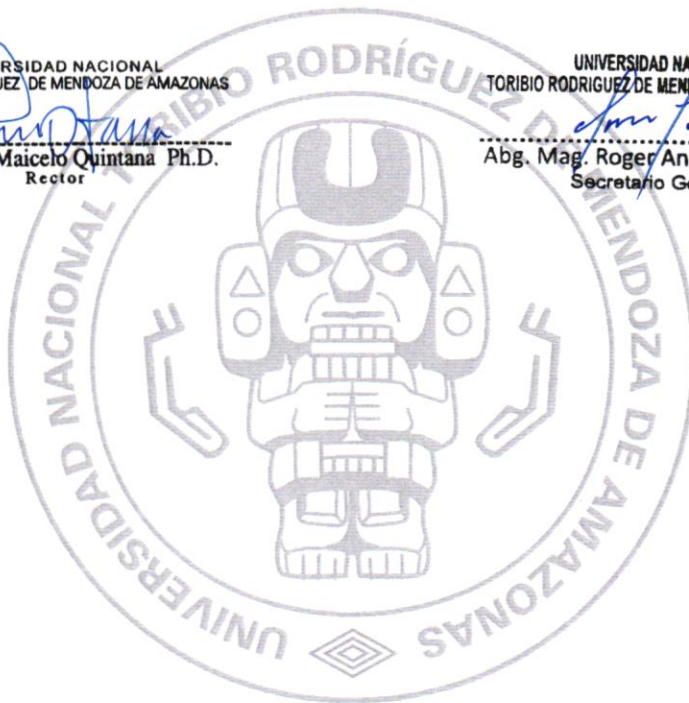 RSIDAD NACIONAL
UEZ DE MENDOZA DE AMAZONAS
Maicelo Quintana Ph.D.
Rector
UNIVERSIDAD NA
TORIBIO RODRIGUEZ DE MEN
Abg. Mag. Roger An
Secretario Ge
UNIVERSIDAD NACIONAL TORIBIO RODRÍGUEZ DE MENDOZA DE AMAZONAS